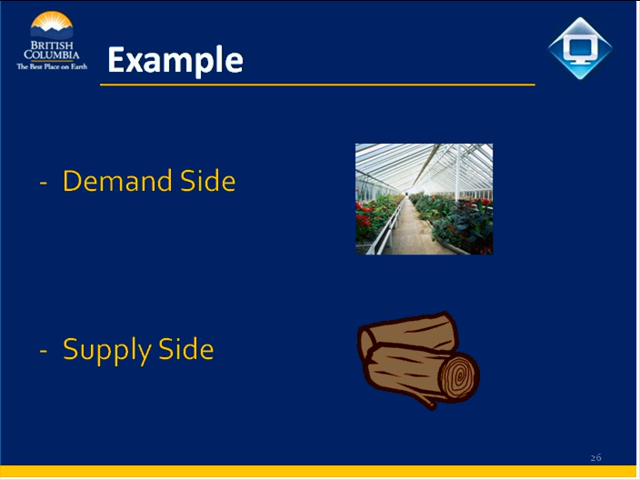 BRITISH
COLUMBIA
The Best Place on Earth
Example
- Demand Side
- Supply Side
26